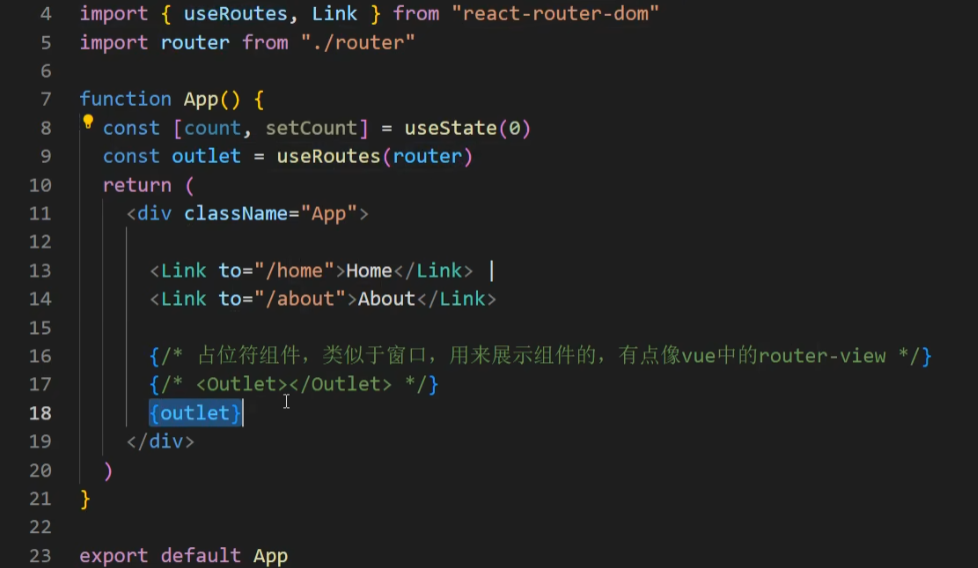 4 import { useRoutes, Link } from "react-router-dom"
5 import router from "./router"
6
7 function App() {
8 const [count, setCount] = useState(0)
9 const outlet = useRoutes(router)
10 return (
11 <div className="App">
12
13 <Link to="/home">Home</Link> |
14 <Link to="/about">About</Link>
15
16 {/* 占位符组件，类似于窗口，用来展示组件的，有点像vue中的router-view */}
17 {/* <Outlet></Outlet> */}
18 {outlet}
19 </div>
20 )
21 }
22
23 export default App